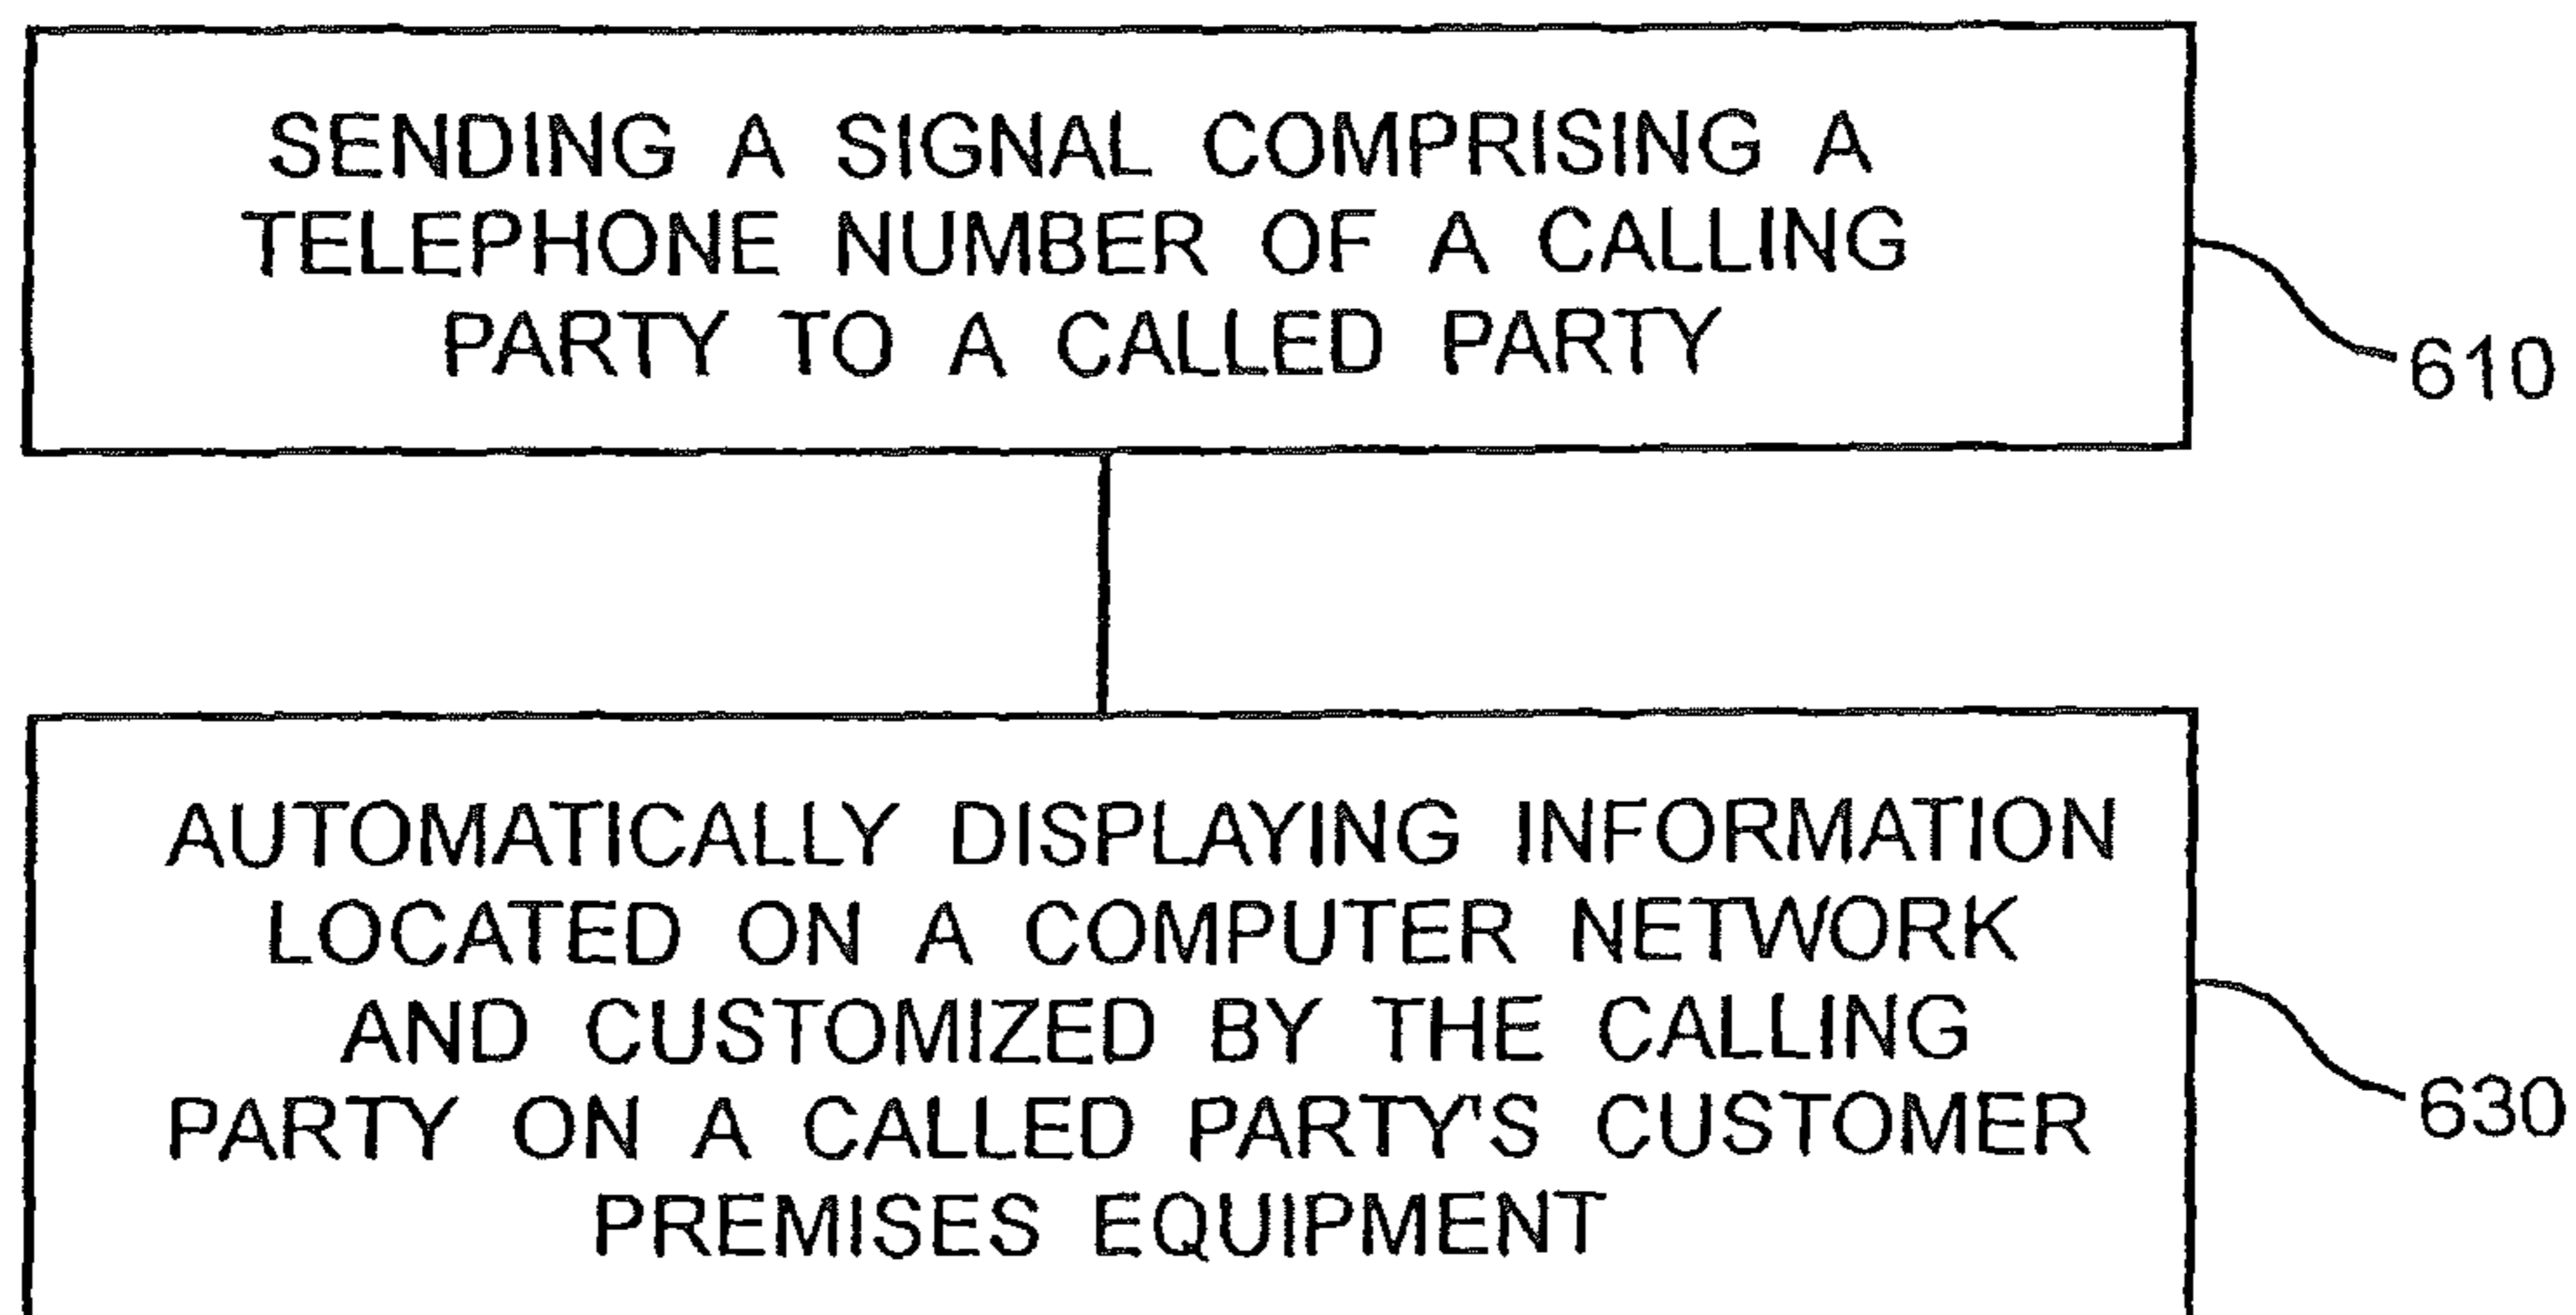 SENDING A SIGNAL COMPRISING A
TELEPHONE NUMBER OF A CALLING
PARTY TO A CALLED PARTY
610
AUTOMATICALLY DISPLAYING INFORMATION
LOCATED ON A COMPUTER NETWORK
AND CUSTOMIZED BY THE CALLING
PARTY ON A CALLED PARTY'S CUSTOMER
PREMISES EQUIPMENT
630